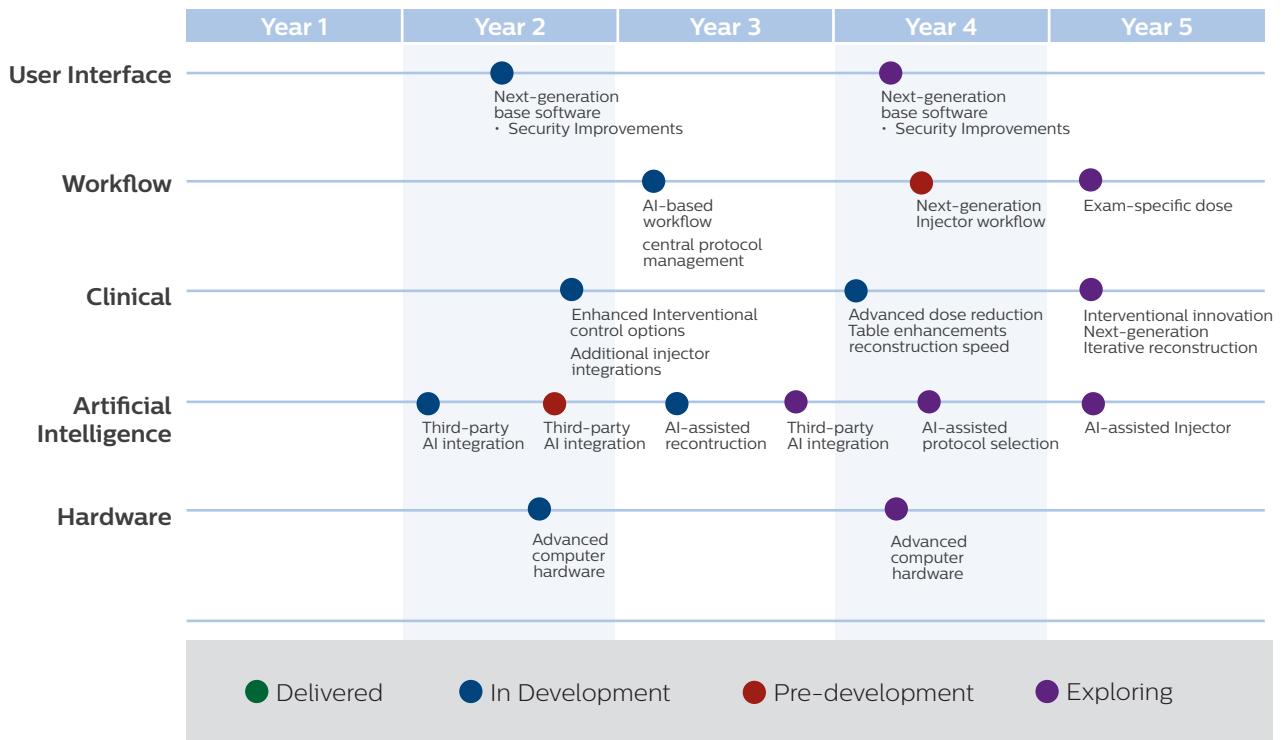 Year 1
Year 2
Year 3
Year 4
Year 5
User Interface
Next-generation
base software
• Security Improvements
Next-generation
base software
• Security Improvements
Workflow
AI-based
workflow
central protocol
management
Next-generation
Injector workflow
Exam-specific dose
Clinical
Enhanced Interventional
control options
Additional injector
integrations
Advanced dose reduction
Table enhancements
reconstruction speed
Interventional innovation
Next-generation
Iterative reconstruction
Artificial
Intelligence
Third-party
AI integration
Third-party
AI integration
AI-assisted
recontruction
Third-party
AI integration
AI-assisted
protocol selection
AI-assisted Injector
Hardware
Advanced
computer
hardware
Advanced
computer
hardware
Delivered
In Development
Pre-development
Exploring